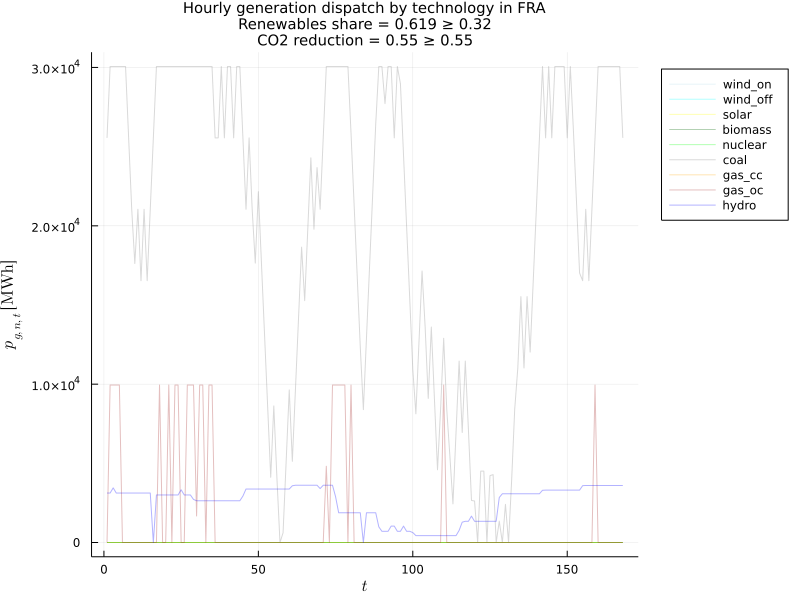 Hourly generation dispatch by technology in FRA
Renewables share = 0.619 ≥ 0.32
CO2 reduction = 0.55 ≥ 0.55
3.0×10⁴
2.0×10⁴
1.0×10⁴
0
p_{g,n,t} [MWh]
0 50 100 150
t
wind_on
wind_off
solar
biomass
nuclear
coal
gas_cc
gas_oc
hydro